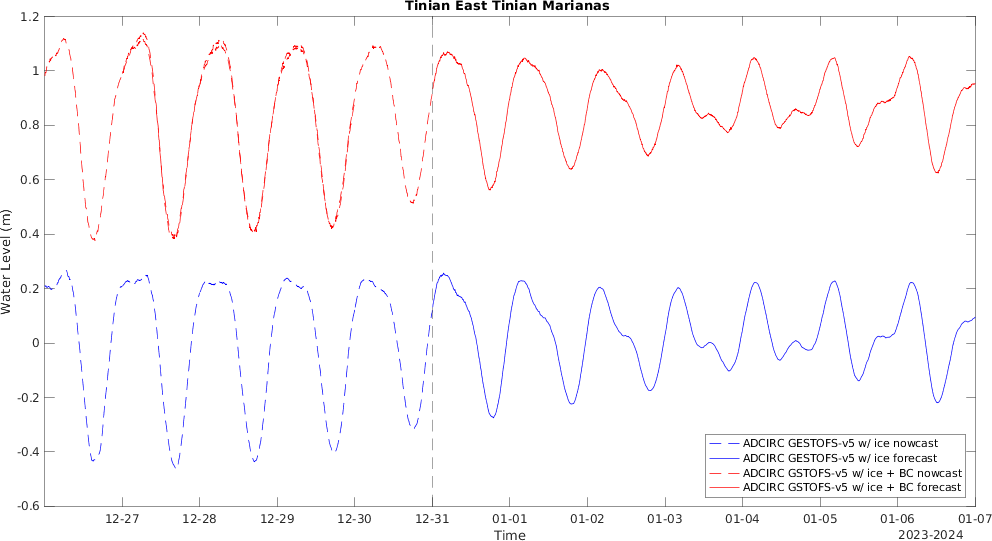 Tinian East Tinian Marianas
1.2
1
0.8
0.6
0.4
0.2
0
-0.2
-0.4
-0.6
Water Level (m)
ADCIRC GESTOFS-v5 w/ ice nowcast
ADCIRC GESTOFS-v5 w/ ice forecast
ADCIRC GSTOFS-v5 w/ ice + BC nowcast
ADCIRC GSTOFS-v5 w/ ice + BC forecast
12-27 12-28 12-29 12-30 12-31 01-01 01-02 01-03 01-04 01-05 01-06 01-07
Time
2023-2024